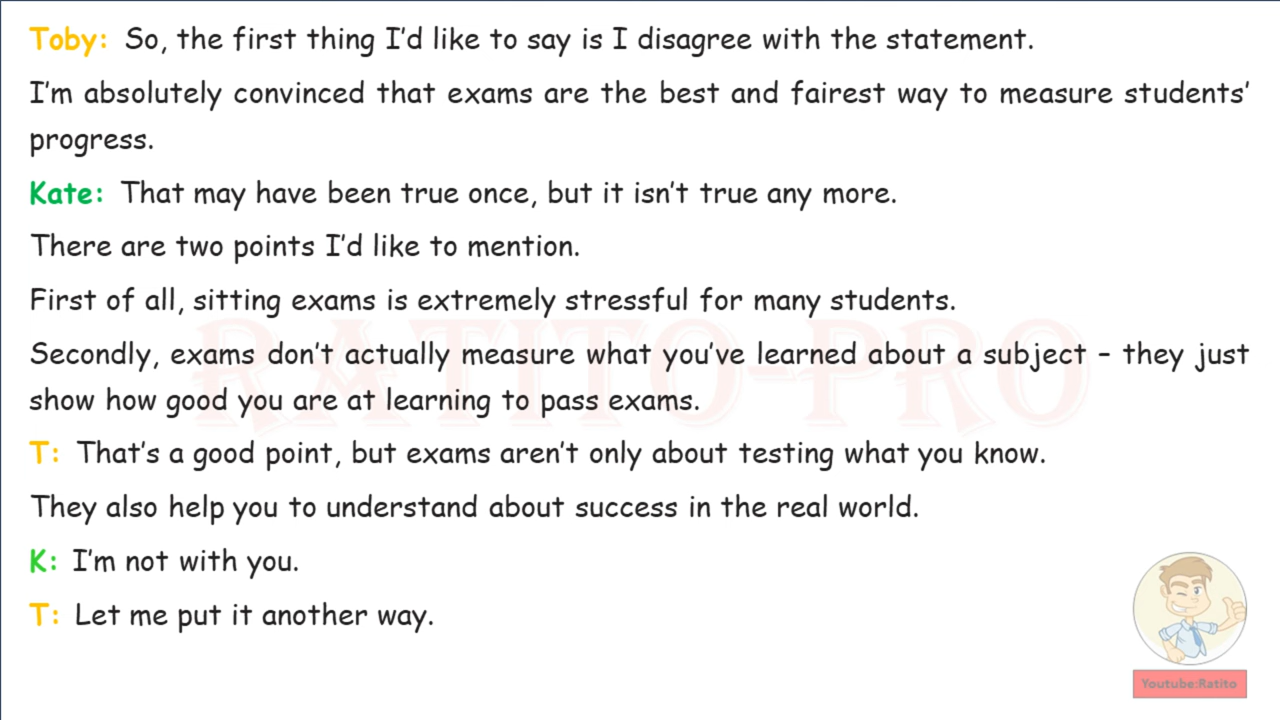 Toby: So, the first thing I'd like to say is I disagree with the statement.
I'm absolutely convinced that exams are the best and fairest way to measure students'
progress.
Kate: That may have been true once, but it isn't true any more.
There are two points I'd like to mention.
First of all, sitting exams is extremely stressful for many students.
RATITO-PRO
Secondly, exams don't actually measure what you've learned about a subject – they just
show how good you are at learning to pass exams.
T: That's a good point, but exams aren't only about testing what you know.
They also help you to understand about success in the real world.
K: I'm not with you.
T: Let me put it another way.
Youtube:Ratito